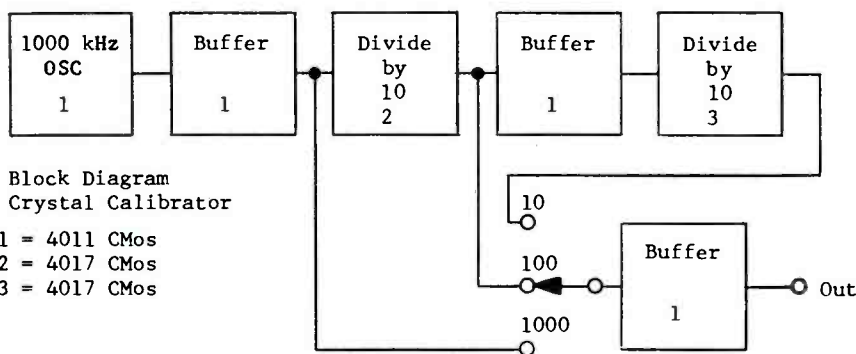 1000 kHz
OSC
1
Buffer
1
Divide
by
10
2
Buffer
1
Divide
by
10
3
Block Diagram
Crystal Calibrator
1 = 4011 CMos
2 = 4017 CMos
3 = 4017 CMos
10
100
1000
Buffer
1
Out